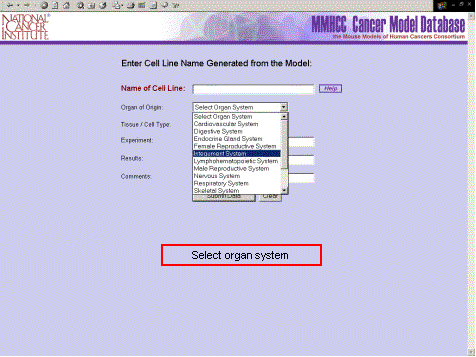 NATIONAL
CANCER
INSTITUTE
MMHCC Cancer Model Database
the Mouse Models of Human Cancers Consortium
Enter Cell Line Name Generated from the Model:
Name of Cell Line:
Help
Organ of Origin:
Select Organ System
Select Organ System
Tissue / Cell Type:
Cardiovascular System
Digestive System
Endocrine Gland System
Experiment:
Female Reproductive System
Integument System
Results:
Lymphohematopoietic System
Male Reproductive System
Comments:
Nervous System
Respiratory System
Skeletal System
Submit Data
Clear
Select organ system